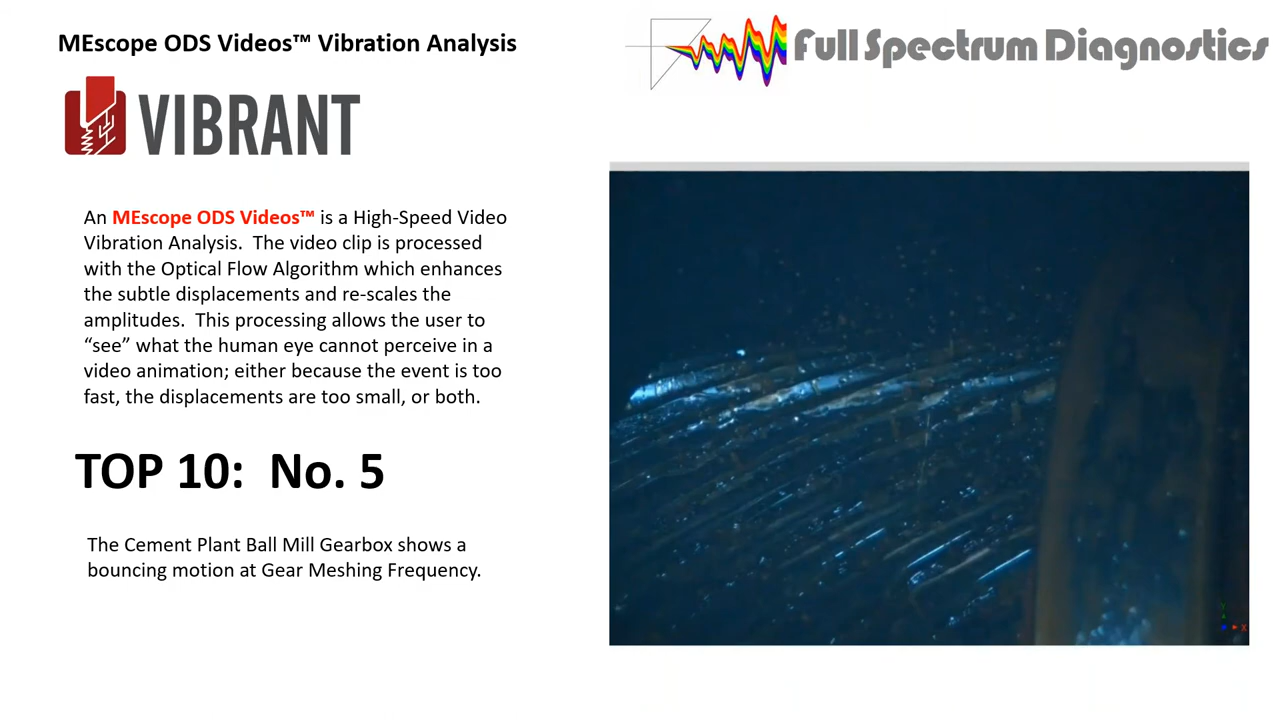 MEscope ODS Videos™ Vibration Analysis
Full Spectrum Diagnostics
VIBRANT
An MEscope ODS Videos™ is a High-Speed Video
Vibration Analysis.  The video clip is processed
with the Optical Flow Algorithm which enhances
the subtle displacements and re-scales the
amplitudes.  This processing allows the user to
“see” what the human eye cannot perceive in a
video animation; either because the event is too
fast, the displacements are too small, or both.
TOP 10:  No. 5
The Cement Plant Ball Mill Gearbox shows a
bouncing motion at Gear Meshing Frequency.
Y
X